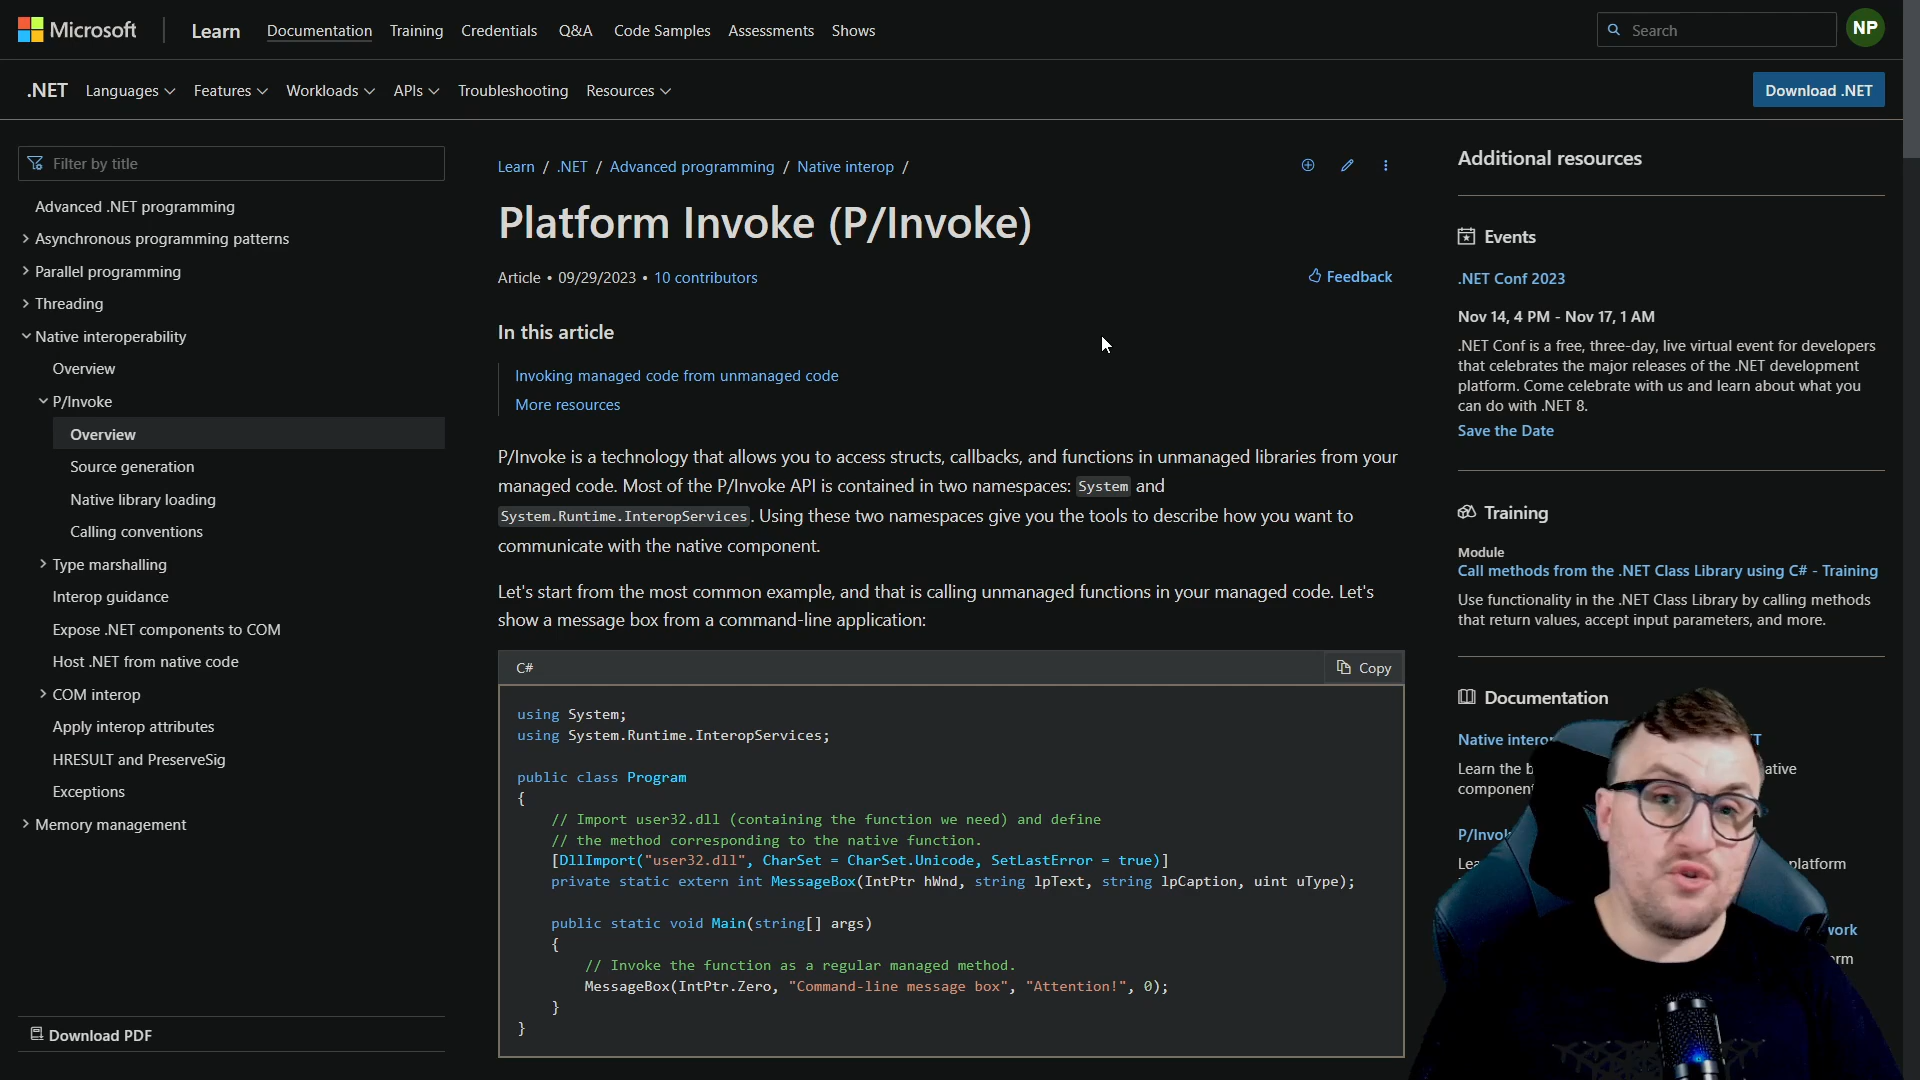 Microsoft
Learn Documentation Training Credentials Q&A Code Samples Assessments Shows
Search
NP
.NET Languages Features Workloads APIs Troubleshooting Resources
Download .NET
Filter by title
Advanced .NET programming
Asynchronous programming patterns
Parallel programming
Threading
Native interoperability
Overview
P/Invoke
Overview
Source generation
Native library loading
Calling conventions
Type marshalling
Interop guidance
Expose .NET components to COM
Host .NET from native code
COM interop
Apply interop attributes
HRESULT and PreserveSig
Exceptions
Memory management
Download PDF
Learn / .NET / Advanced programming / Native interop /
Platform Invoke (P/Invoke)
Article • 09/29/2023 • 10 contributors
Feedback
In this article
Invoking managed code from unmanaged code
More resources
P/Invoke is a technology that allows you to access structs, callbacks, and functions in unmanaged libraries from your
managed code. Most of the P/Invoke API is contained in two namespaces: System and
System.Runtime.InteropServices. Using these two namespaces give you the tools to describe how you want to
communicate with the native component.
Let's start from the most common example, and that is calling unmanaged functions in your managed code. Let's
show a message box from a command-line application:
C#
Copy
using System;
using System.Runtime.InteropServices;
public class Program
{
// Import user32.dll (containing the function we need) and define
// the method corresponding to the native function.
[DllImport("user32.dll", CharSet = CharSet.Unicode, SetLastError = true)]
private static extern int MessageBox(IntPtr hWnd, string lpText, string lpCaption, uint uType);
public static void Main(string[] args)
{
// Invoke the function as a regular managed method.
MessageBox(IntPtr.Zero, "Command-line message box", "Attention!", 0);
}
}
Additional resources
Events
.NET Conf 2023
Nov 14, 4 PM - Nov 17, 1 AM
.NET Conf is a free, three-day, live virtual event for developers
that celebrates the major releases of the .NET development
platform. Come celebrate with us and learn about what you
can do with .NET 8.
Save the Date
Training
Module
Call methods from the .NET Class Library using C# - Training
Use functionality in the .NET Class Library by calling methods
that return values, accept input parameters, and more.
Documentation
Native
Learn the